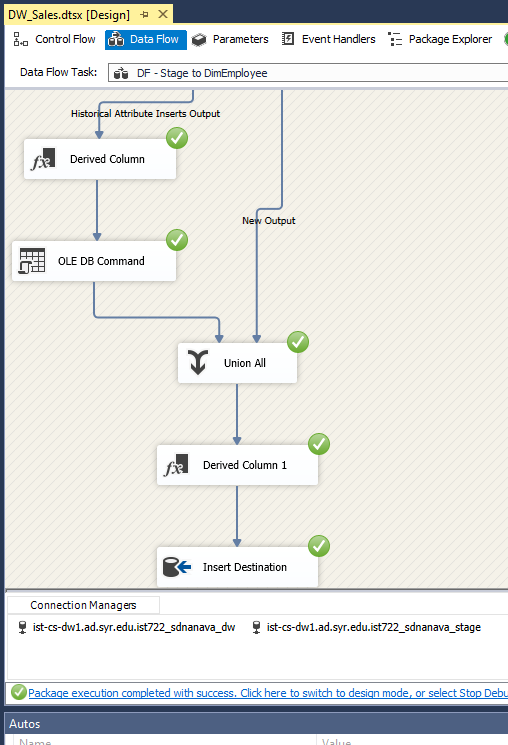 DW_Sales.dtsx [Design]
Control Flow Data Flow Parameters Event Handlers Package Explorer
Data Flow Task: DF - Stage to DimEmployee
Historical Attribute Inserts Output
Derived Column
New Output
OLE DB Command
Union All
Derived Column 1
Insert Destination
Connection Managers
ist-cs-dw1.ad.syr.edu.ist722_sdnanava_dw ist-cs-dw1.ad.syr.edu.ist722_sdnanava_stage
Package execution completed with success. Click here to switch to design mode, or select Stop Debu
Autos
Name Value